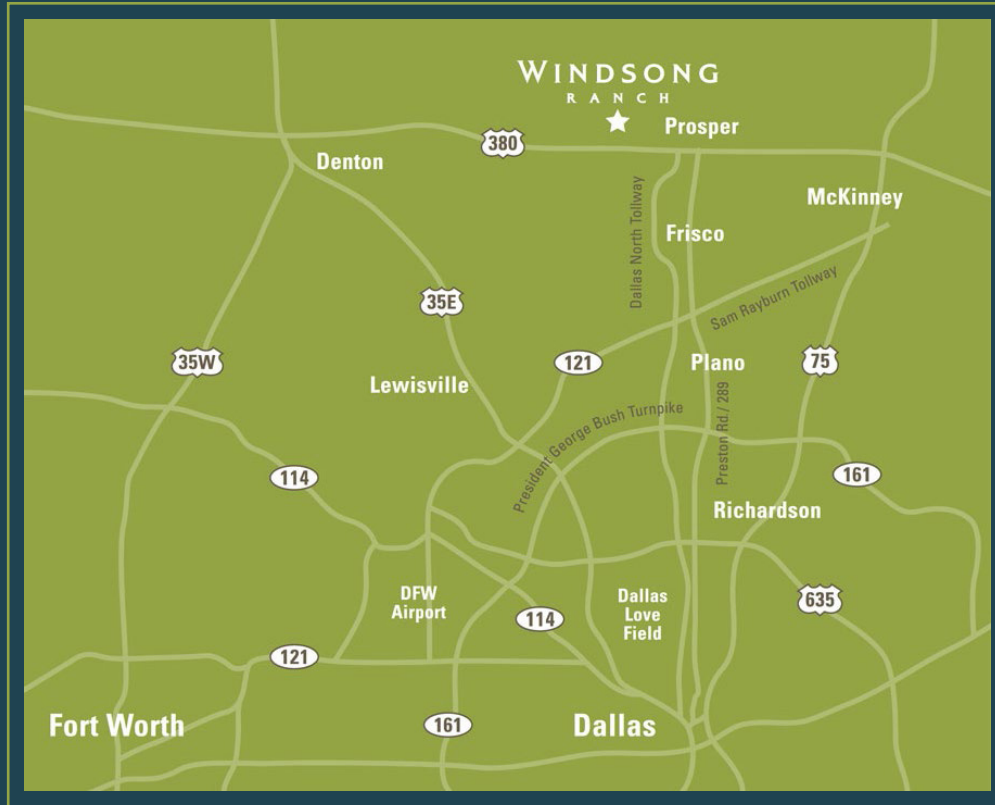 WINDSONG
RANCH
Prosper
380
Denton
McKinney
Dallas North Tollway
Frisco
35E
Sam Rayburn Tollway
35W
121
Plano
75
Lewisville
President George Bush Turnpike
Preston Rd./ 289
114
161
Richardson
DFW
Airport
114
Dallas
Love
Field
635
121
Fort Worth
161
Dallas